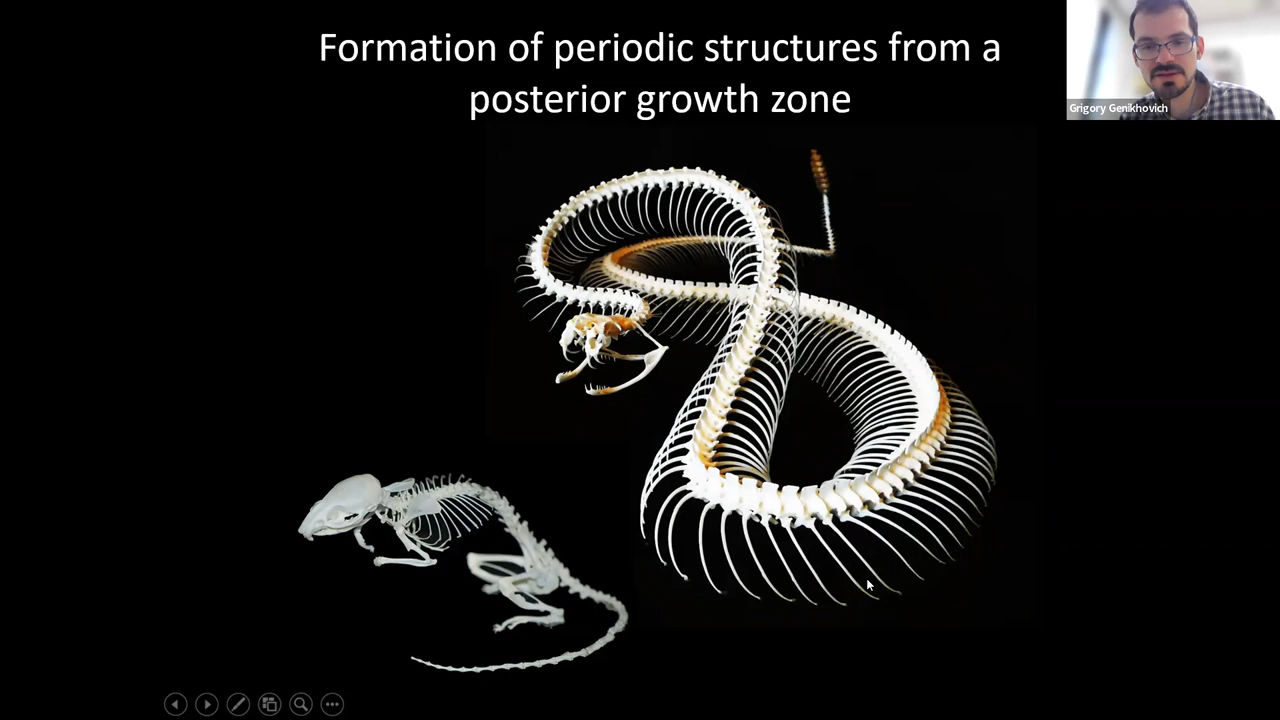 Formation of periodic structures from a
posterior growth zone
Grigory Genikhovich